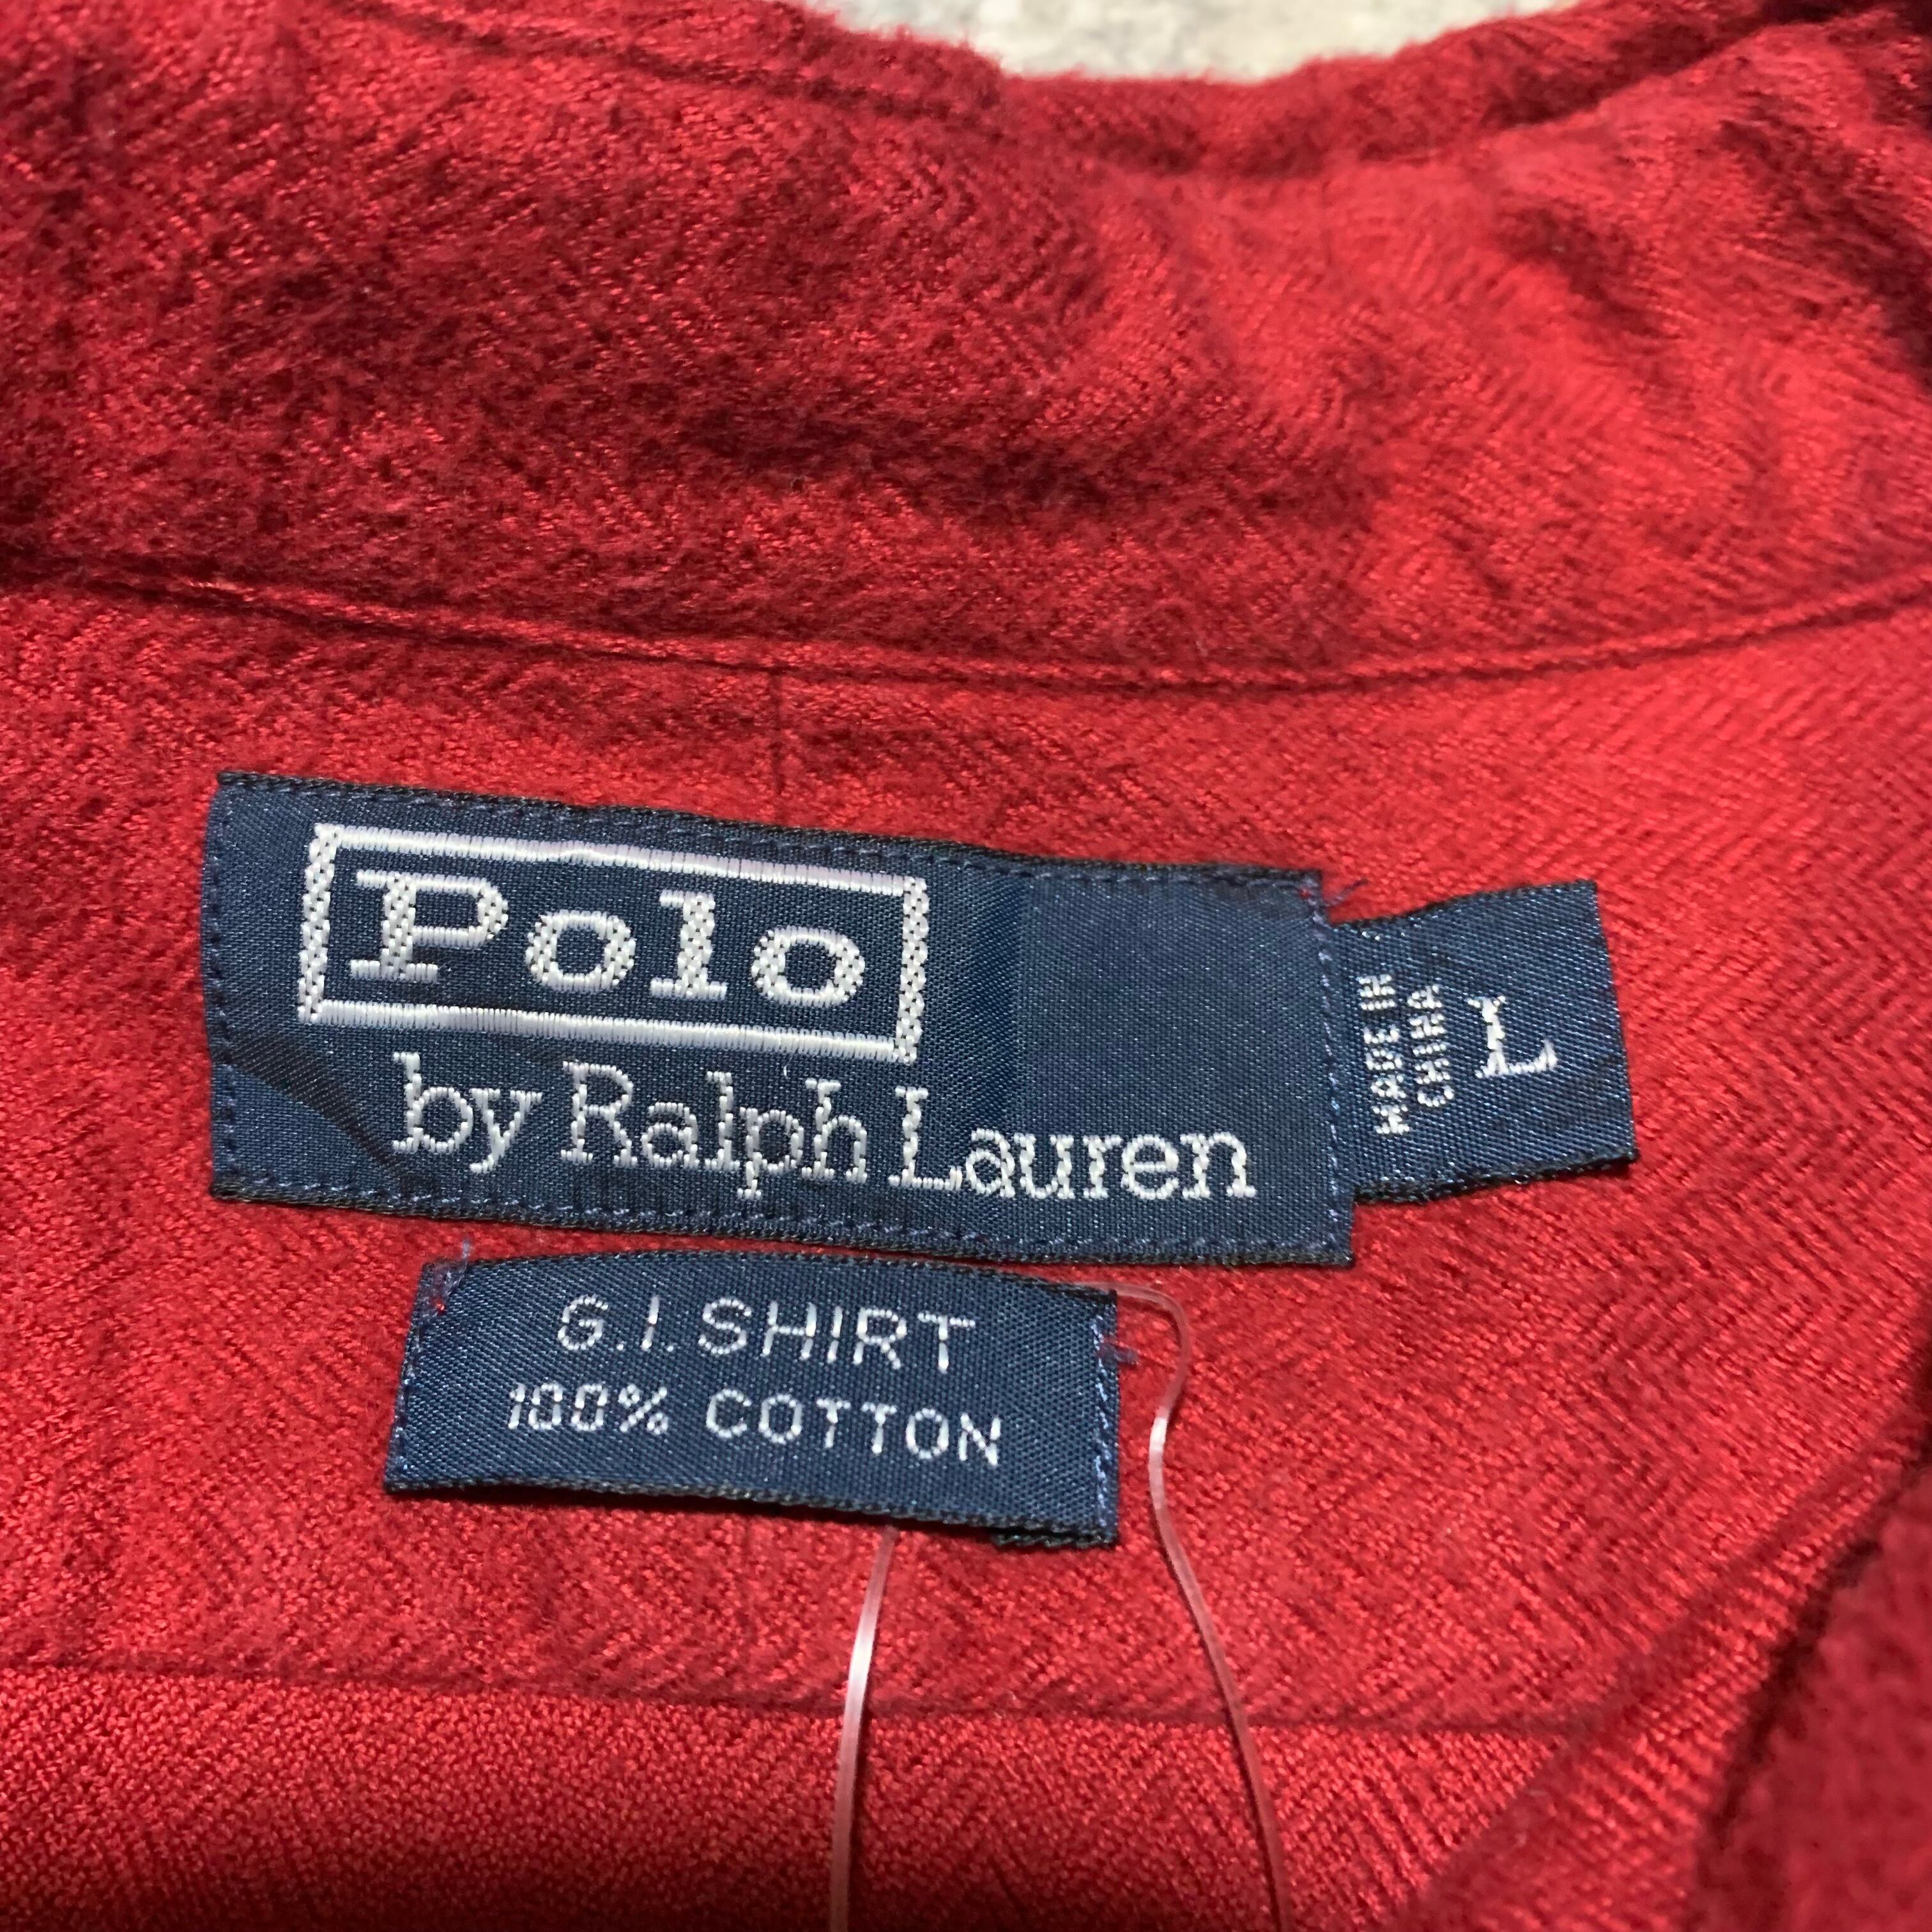 Polo
by Ralph Lauren
MADE IN
CHINA
L
G.I. SHIRT
100% COTTON